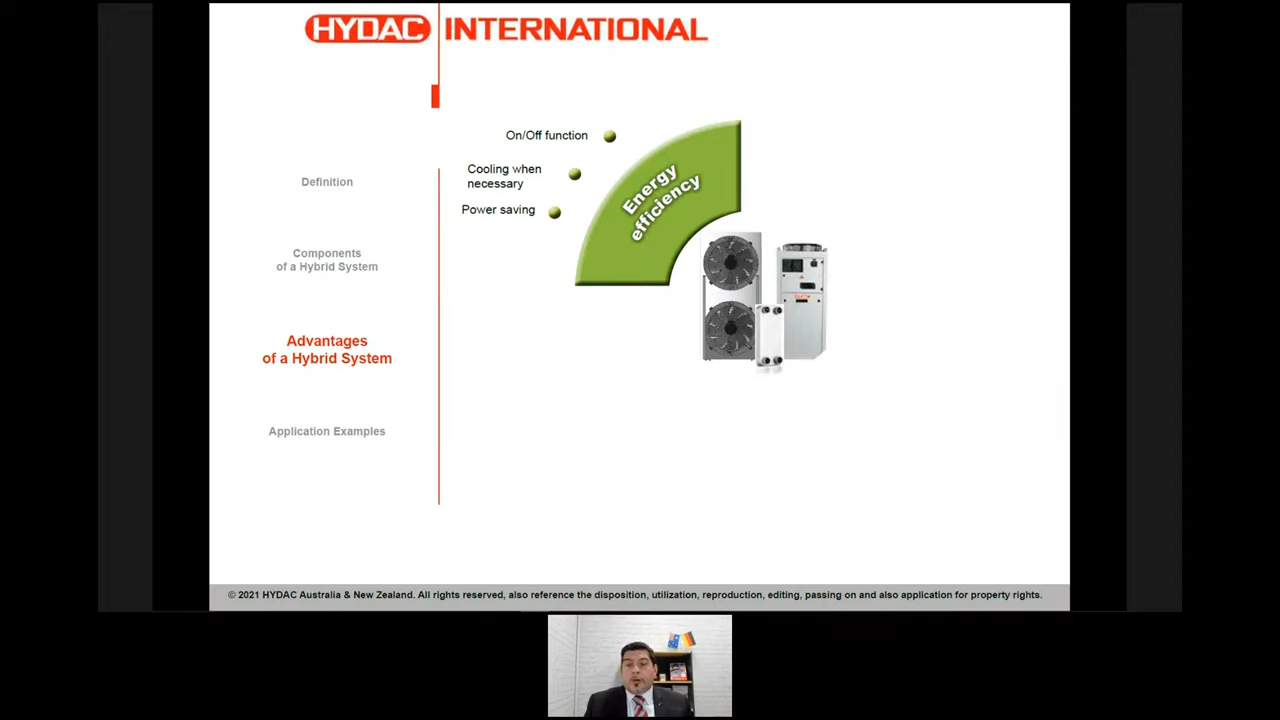 HYDAC INTERNATIONAL
On/Off function
Cooling when
necessary
Power saving
Energy
efficiency
Definition
Components
of a Hybrid System
Advantages
of a Hybrid System
Application Examples
© 2021 HYDAC Australia & New Zealand. All rights reserved, also reference the disposition, utilization, reproduction, editing, passing on and also application for property rights.